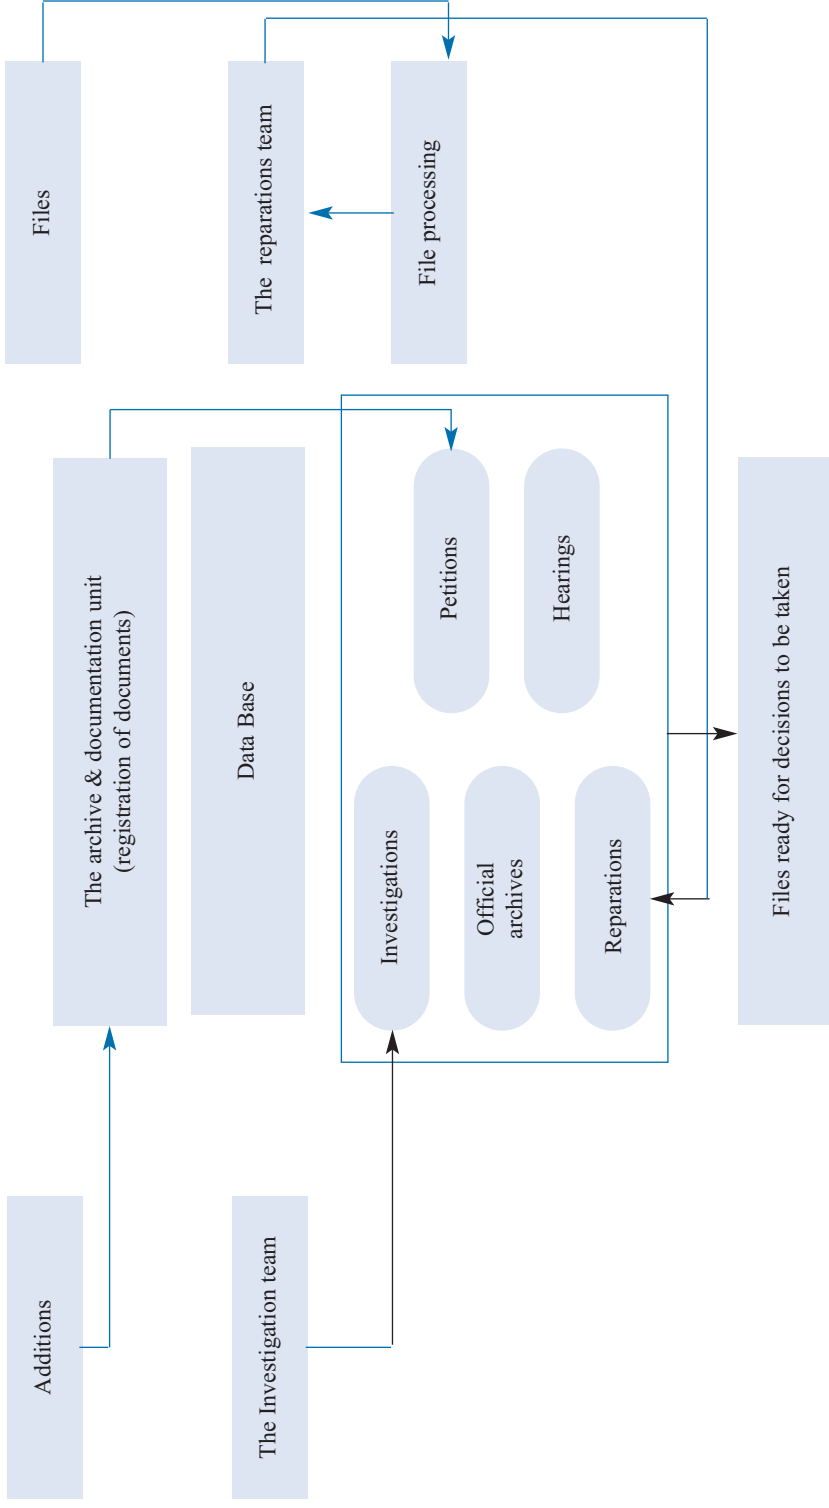 Additions
The archive & documentation unit
(registration of documents)
Files
The Investigation team
Data Base
The reparations team
Investigations
Petitions
File processing
Official
archives
Hearings
Reparations
Files ready for decisions to be taken